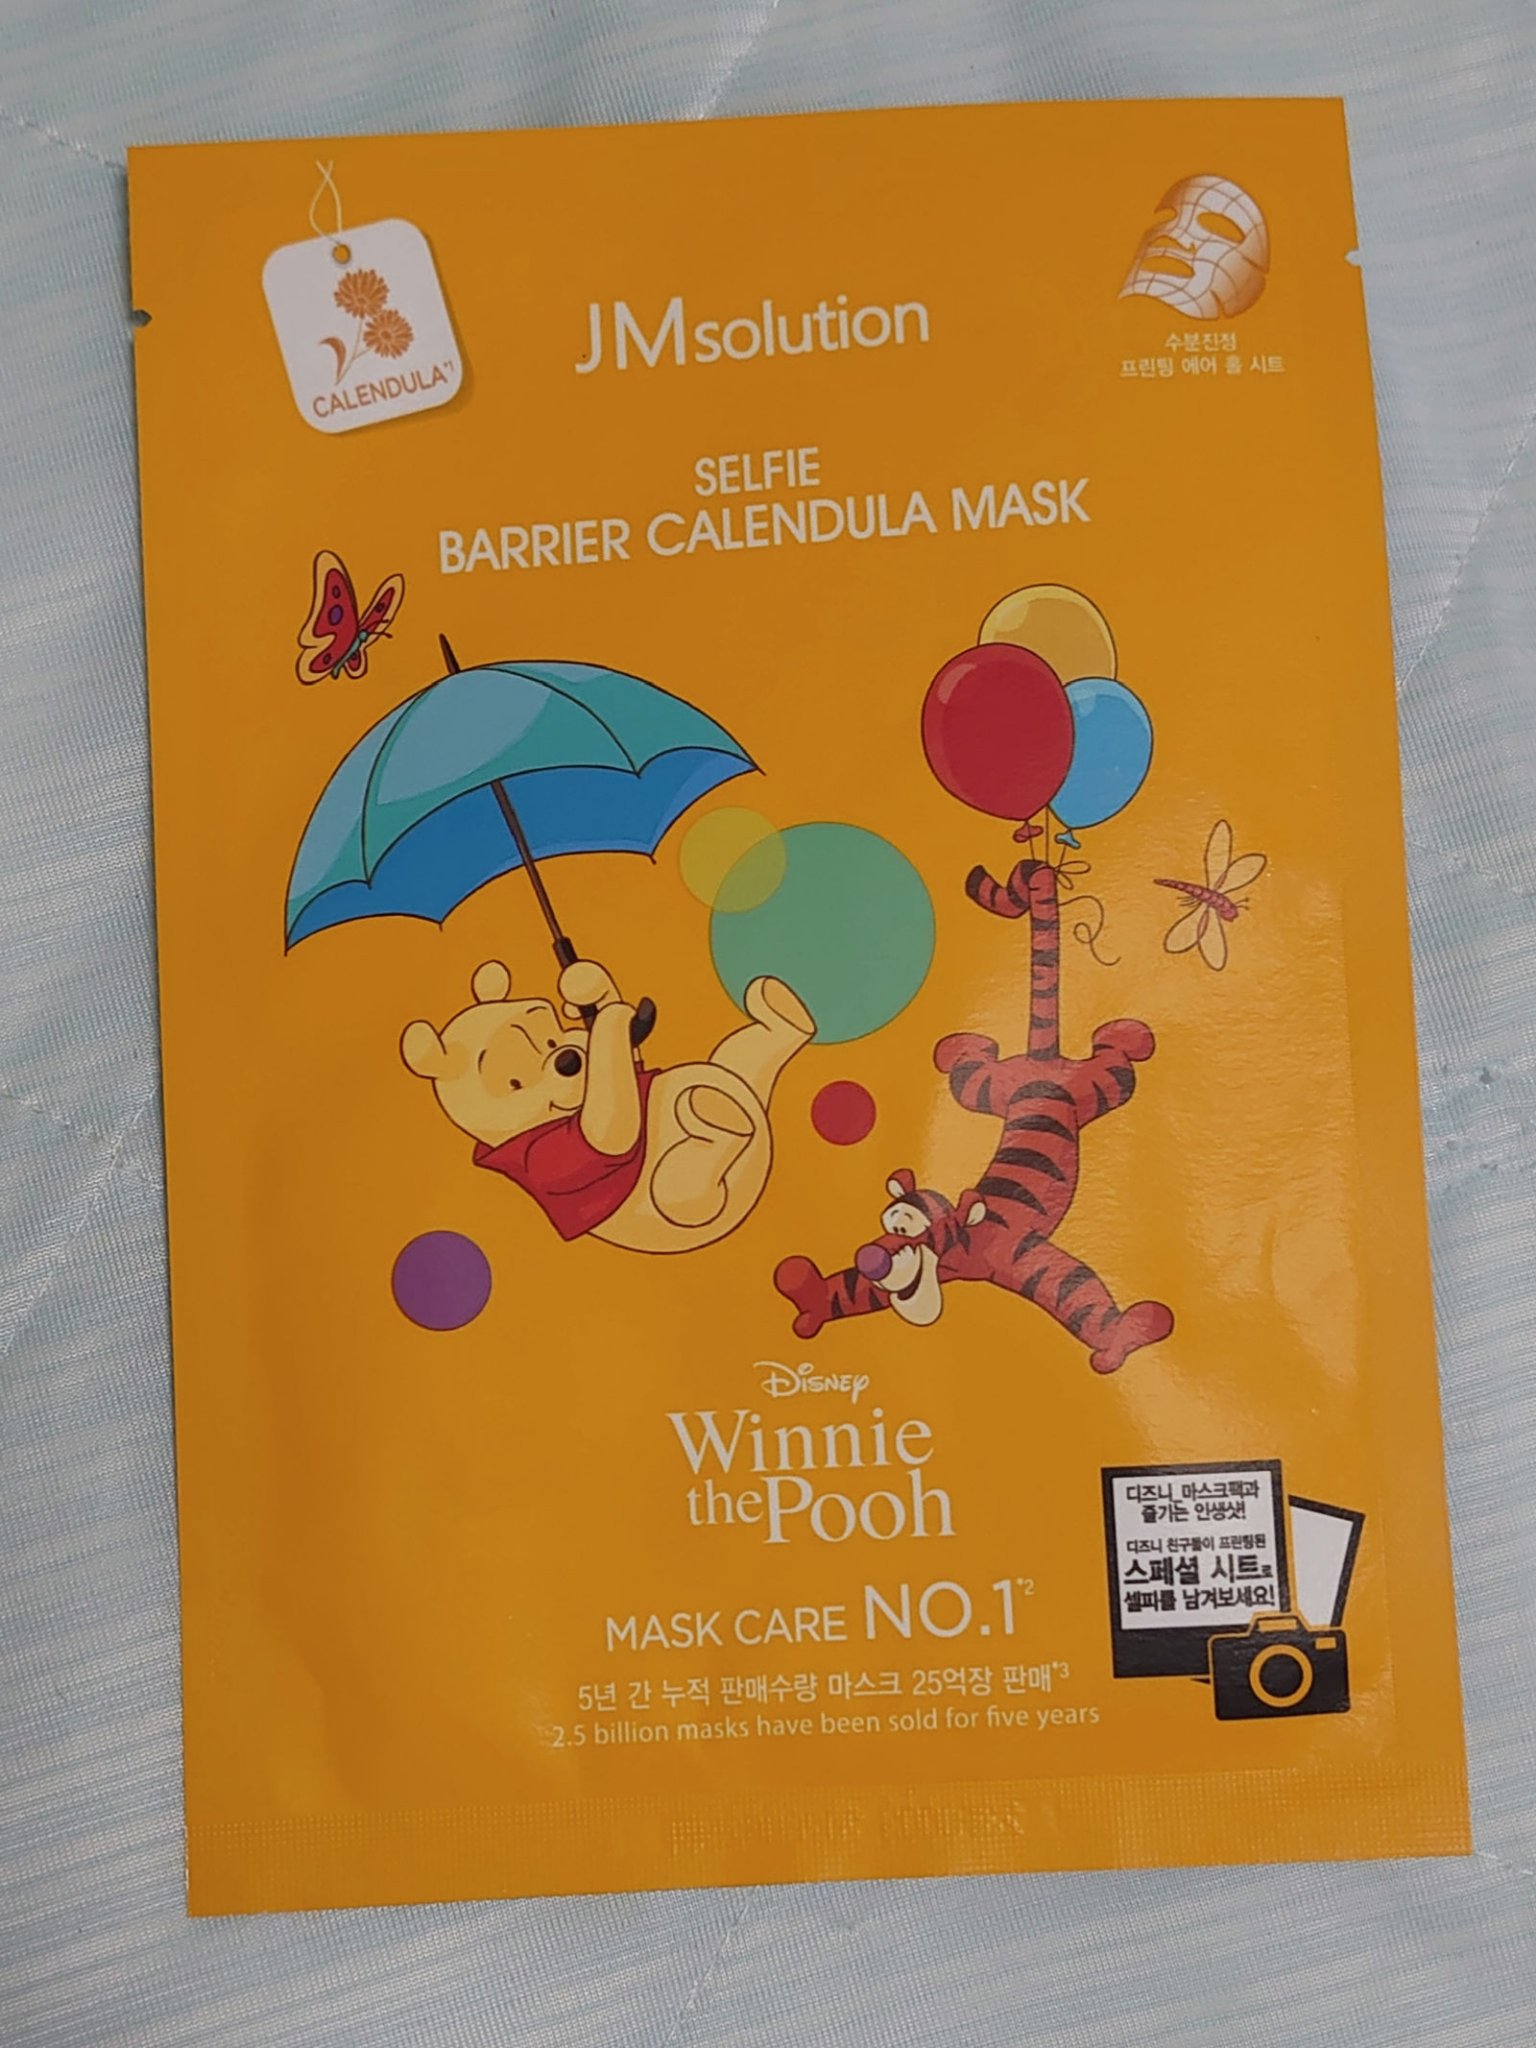 CALENDULA*1
JMsolution
수분진정
프린팅 에어 홀 시트
SELFIE
BARRIER CALENDULA MASK
Disney
Winnie
the Pooh
디즈니 마스크팩과
즐기는 인생샷!
디즈니 친구들이 프린팅된
스페셜 시트로
셀피를 남겨보세요!
MASK CARE NO.1*2
5년 간 누적 판매수량 마스크 25억장 판매*3
2.5 billion masks have been sold for five years